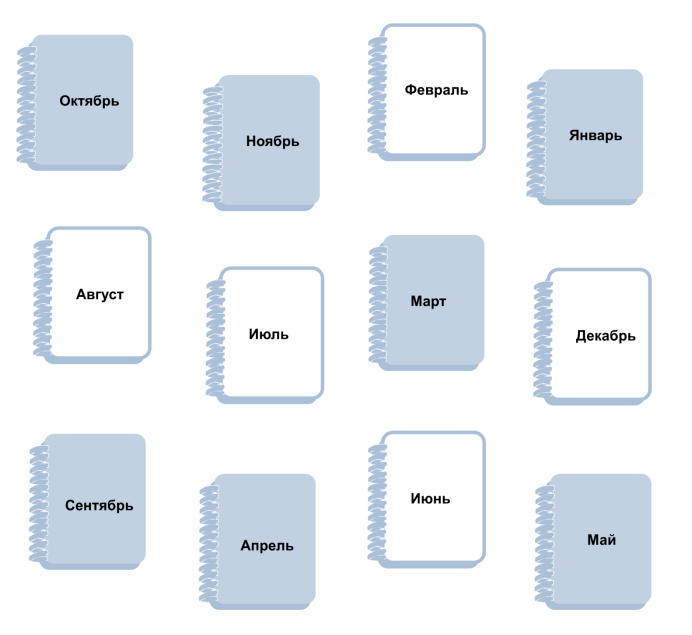 Октябрь
Ноябрь
Февраль
Январь
Август
Июль
Март
Декабрь
Сентябрь
Апрель
Июнь
Май